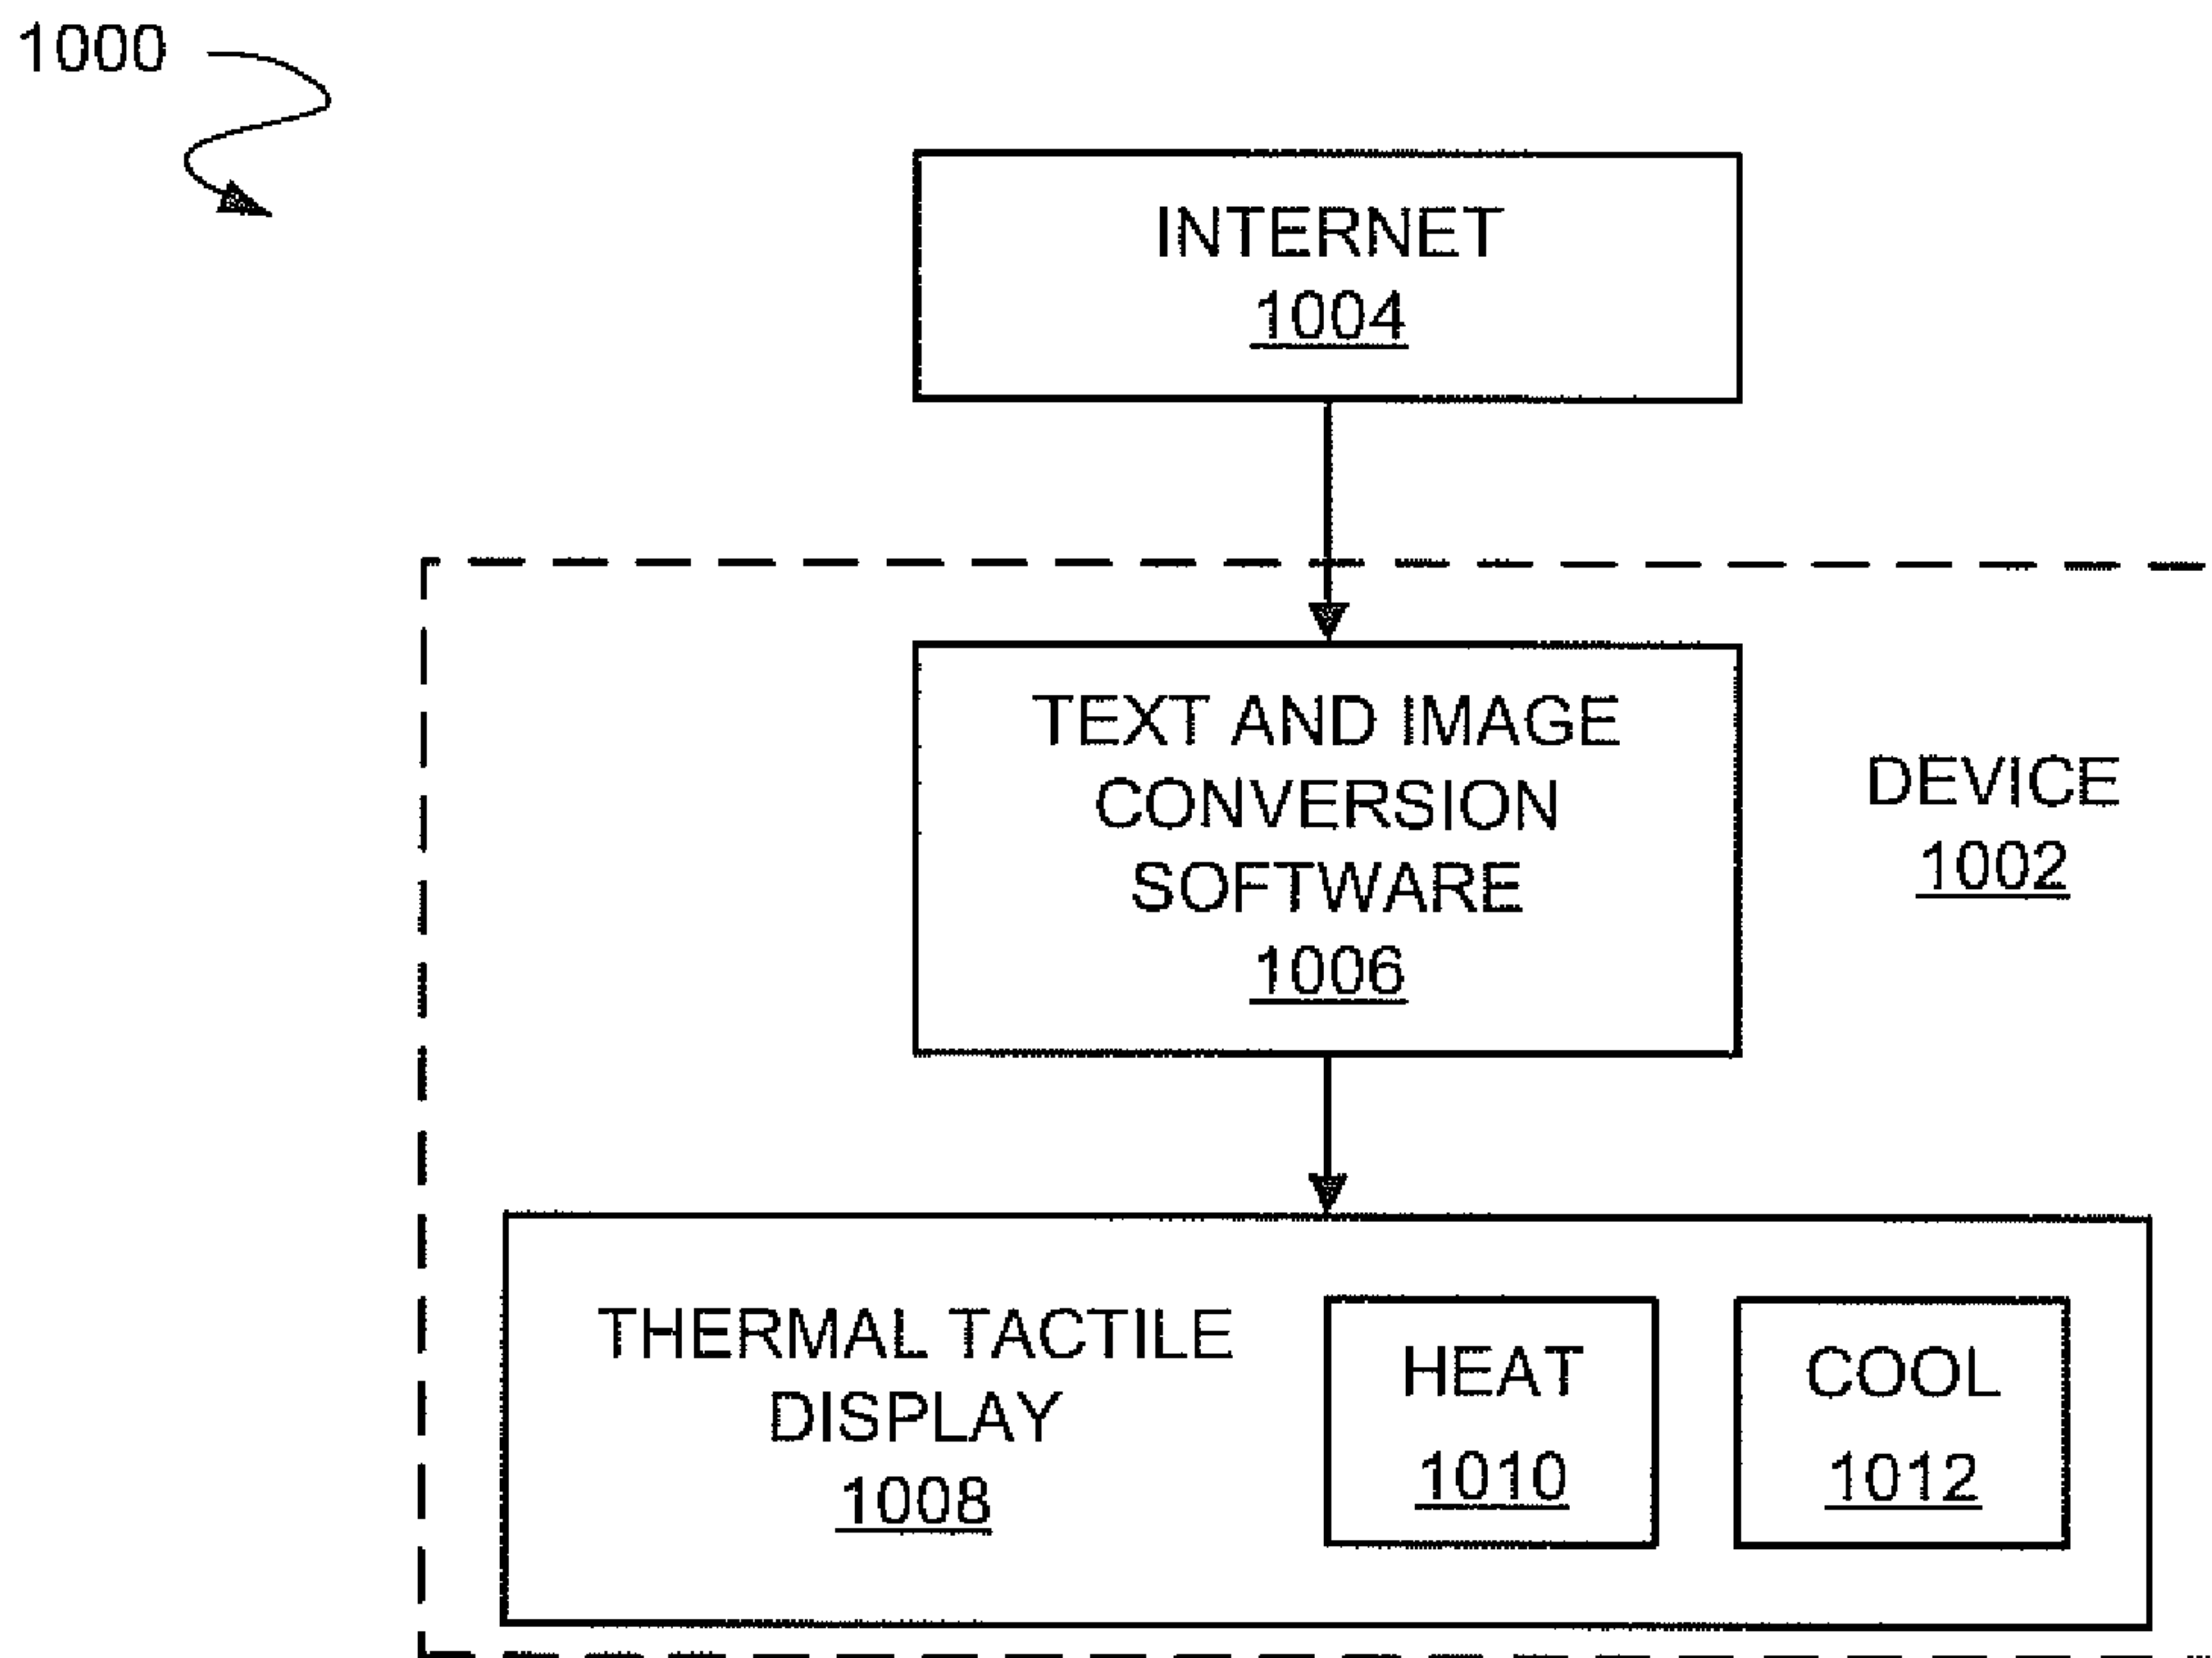 1000
INTERNET
1004
TEXT AND IMAGE
CONVERSION
SOFTWARE
1006
DEVICE
1002
THERMAL TACTILE
DISPLAY
1008
HEAT
1010
COOL
1012